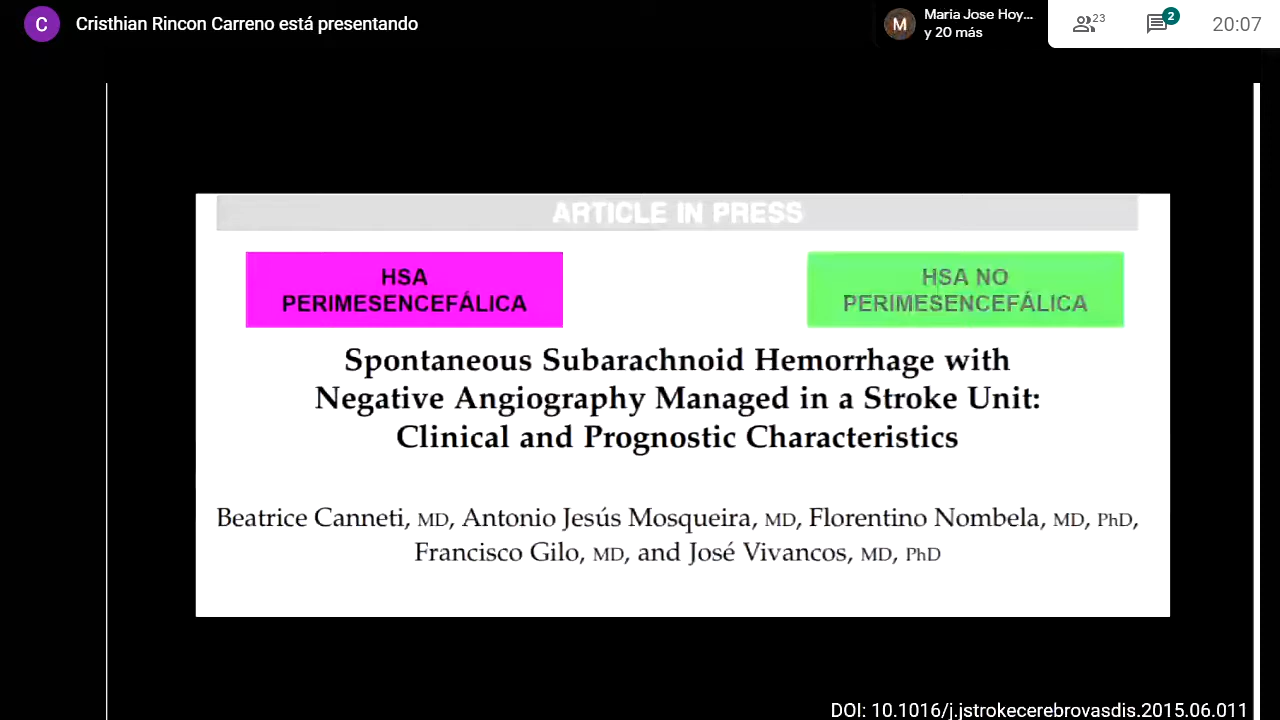 C
Cristhian Rincon Carreno está presentando
M
Maria Jose Hoy...
y 20 más
23
2
20:07
ARTICLE IN PRESS
HSA
PERIMESENCEFÁLICA
HSA NO
PERIMESENCEFÁLICA
Spontaneous Subarachnoid Hemorrhage with
Negative Angiography Managed in a Stroke Unit:
Clinical and Prognostic Characteristics
Beatrice Canneti, MD, Antonio Jesús Mosqueira, MD, Florentino Nombela, MD, PhD,
Francisco Gilo, MD, and José Vivancos, MD, PhD
DOI: 10.1016/j.jstrokecerebrovasdis.2015.06.011